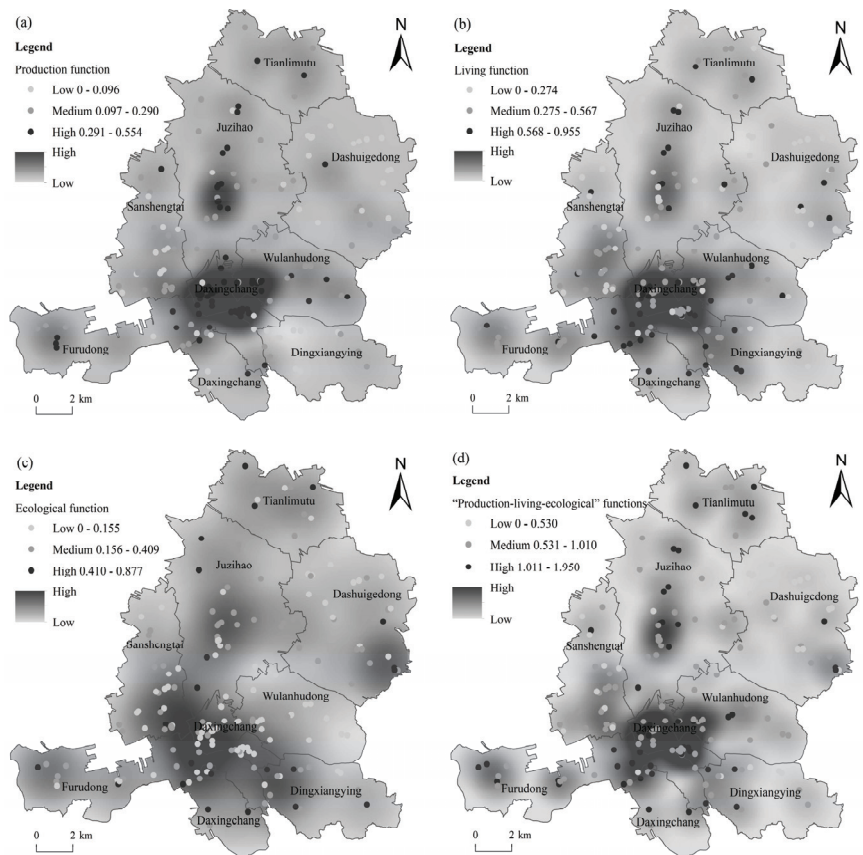 (a)
N
Legend
Production function
Low 0 - 0.096
Medium 0.097 - 0.290
High 0.291 - 0.554
High
Low
Tianlimutu
Juzihao
Dashuigedong
Sanshengtai
Wulanhudong
Daxingchang
Furudong
Dingxiangying
Daxingchang
0 2 km
(b)
N
Legend
Living function
Low 0 - 0.274
Medium 0.275 - 0.567
High 0.568 - 0.955
High
Low
Tianlimutu
Juzihao
Dashuigedong
Sanshengtai
Wulanhudong
Daxingchang
Furudong
Dingxiangying
Daxingchang
0 2 km
(c)
N
Legend
Ecological function
Low 0 - 0.155
Medium 0.156 - 0.409
High 0.410 - 0.877
High
Low
Tianlimutu
Juzihao
Dashuigedong
Sanshengtai
Wulanhudong
Daxingchang
Furudong
Dingxiangying
Daxingchang
0 2 km
(d)
N
Legend
"Production-living-ecological" functions
Low 0 - 0.530
Medium 0.531 - 1.010
High 1.011 - 1.950
High
Low
Tianlimutu
Juzihao
Dashuigedong
Sanshengtai
Wulanhudong
Daxingchang
Furudong
Dingxiangying
Daxingchang
0 2 km